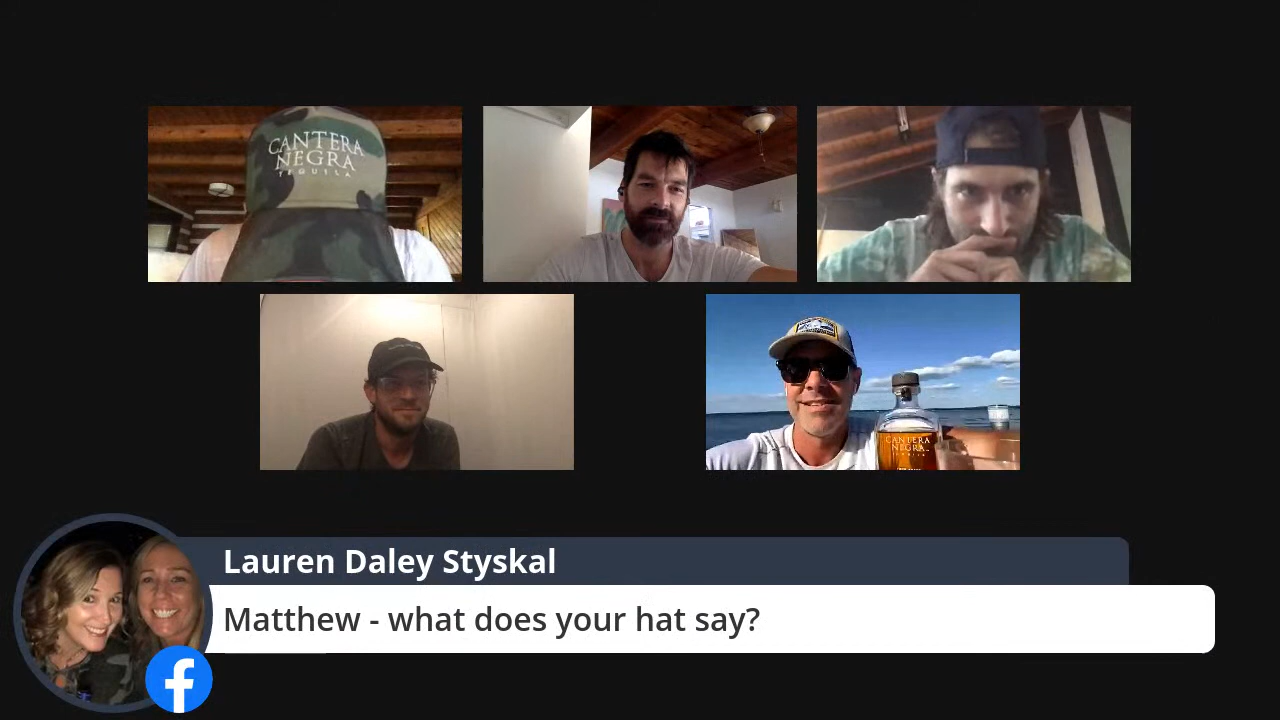 CANTERA
NEGRA
TEQUILA
CANTERA
NEGRA
TEQUILA
Lauren Daley Styskal
Matthew - what does your hat say?